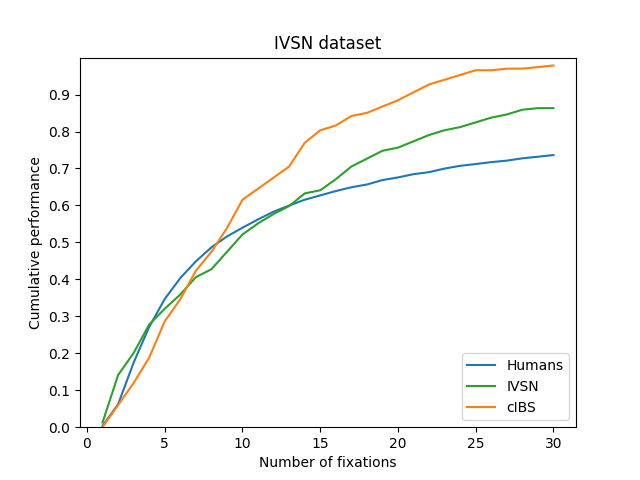 IVSN dataset
Cumulative performance
0.9
0.8
0.7
0.6
0.5
0.4
0.3
0.2
0.1
0.0
0 5 10 15 20 25 30
Number of fixations
Humans
IVSN
cIBS